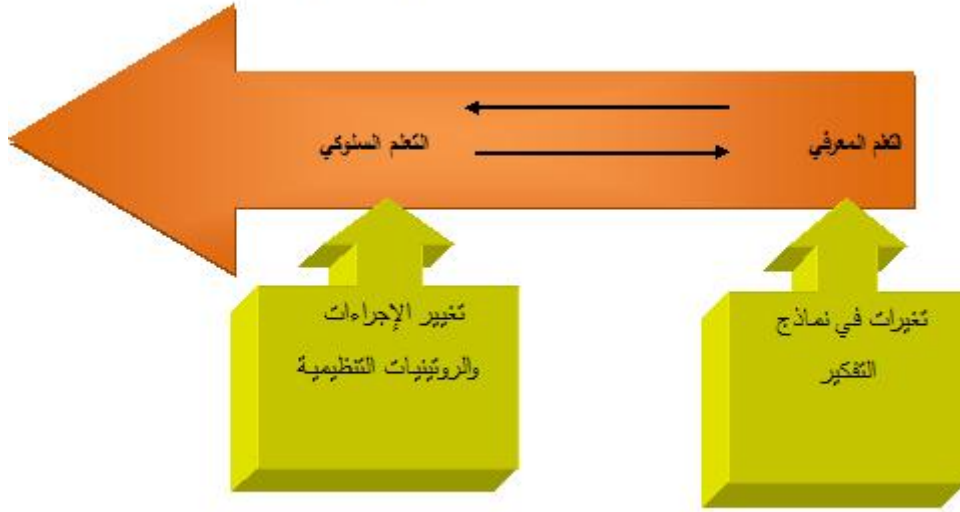 التعلم المعرفي
التعلم السلوكي
تغيرات في نماذج
التفكير
تغيير الإجراءات
والروتينيات التنظيمية